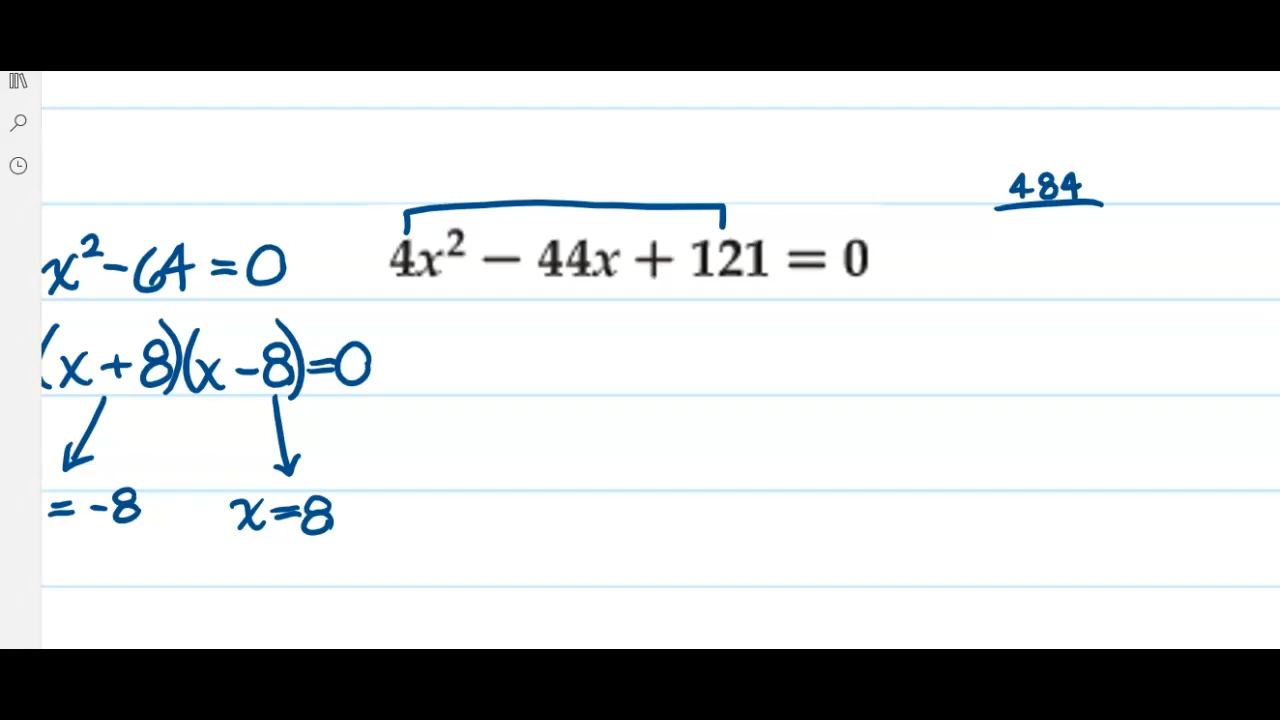 484
x² - 64 = 0
4x² − 44x + 121 = 0
(x + 8)(x - 8) = 0
= -8
x = 8